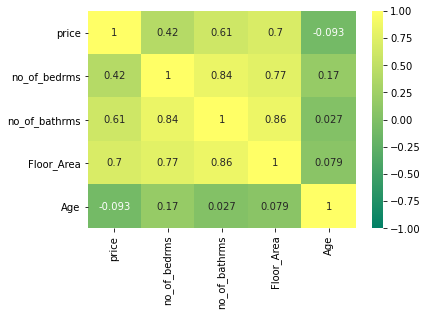 price
no_of_bedrms
no_of_bathrms
Floor_Area
Age
1 0.42 0.61 0.7 -0.093
0.42 1 0.84 0.77 0.17
0.61 0.84 1 0.86 0.027
0.7 0.77 0.86 1 0.079
-0.093 0.17 0.027 0.079 1
price
no_of_bedrms
no_of_bathrms
Floor_Area
Age
1.00
0.75
0.50
0.25
0.00
−0.25
−0.50
−0.75
−1.00